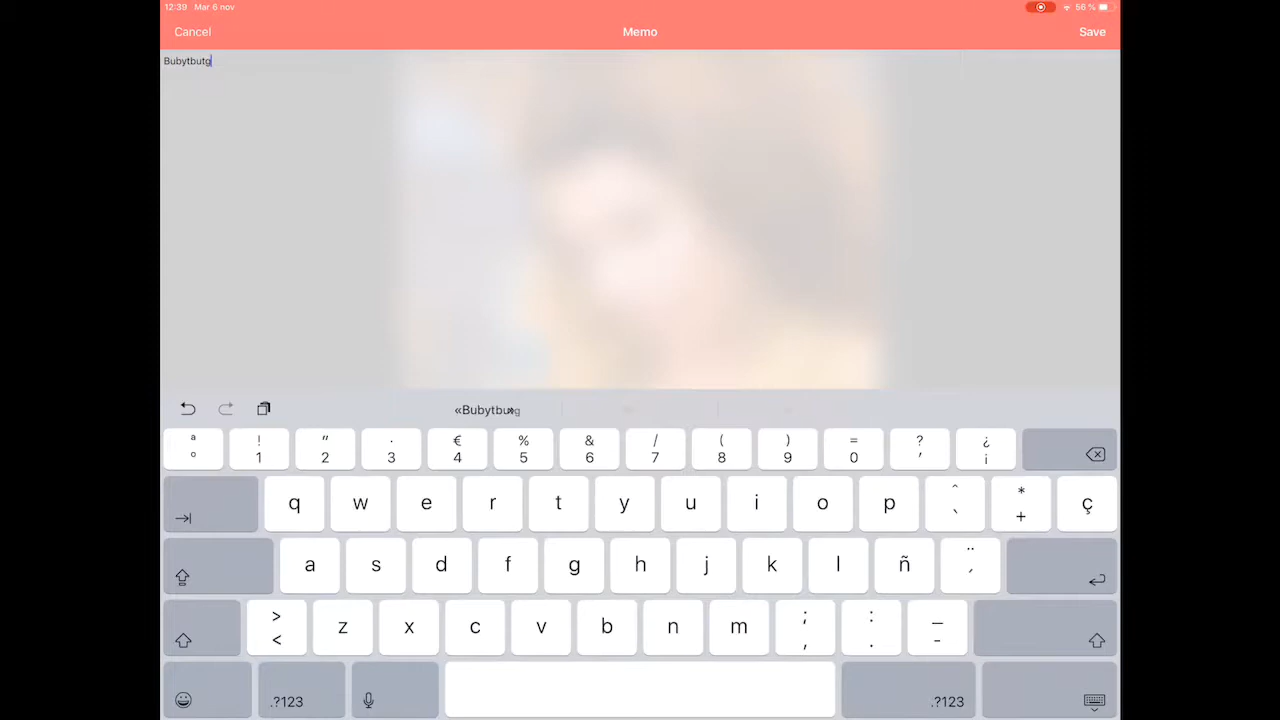 12:39 Mar 6 nov 56 %
Cancel Memo Save
Bubytbutg
«Bubytbutg»
ª ! " · € % & / ( ) = ? ¿
º 1 2 3 4 5 6 7 8 9 0 ' ¡
q w e r t y u i o p ^ ` * + ç
a s d f g h j k l ñ ¨ ´
> < z x c v b n m ; , : . _ -
.?123 .?123